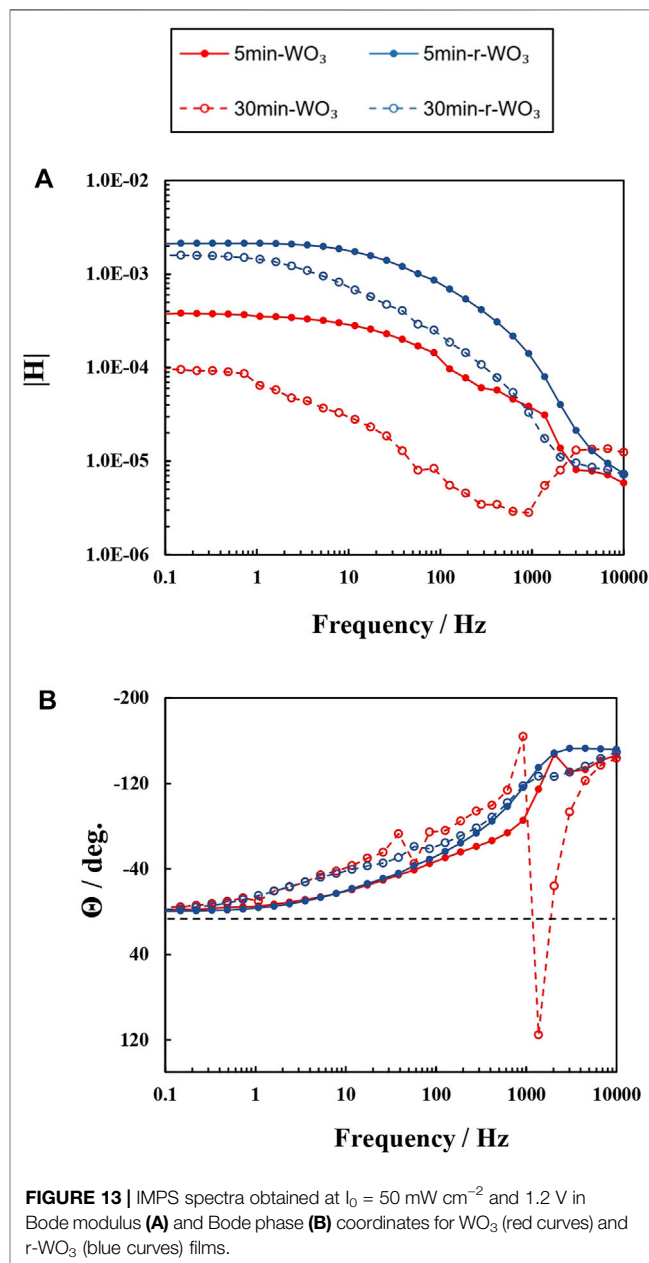 5min-WO₃ 5min-r-WO₃
30min-WO₃ 30min-r-WO₃
A
1.0E-02
1.0E-03
1.0E-04
1.0E-05
1.0E-06
|H|
0.1 1 10 100 1000 10000
Frequency / Hz
B
-200
-120
-40
40
120
Θ / deg.
0.1 1 10 100 1000 10000
Frequency / Hz
FIGURE 13 | IMPS spectra obtained at I₀ = 50 mW cm⁻² and 1.2 V in
Bode modulus (A) and Bode phase (B) coordinates for WO₃ (red curves) and
r-WO₃ (blue curves) films.